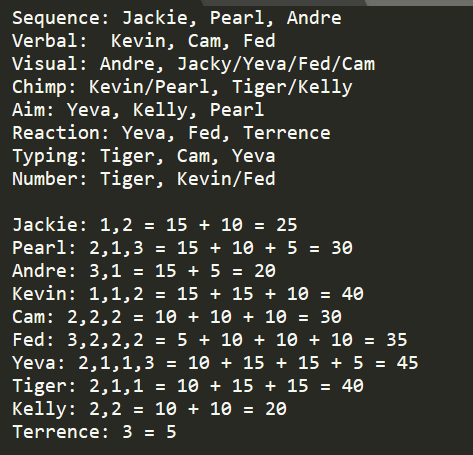 Sequence: Jackie, Pearl, Andre
Verbal:  Kevin, Cam, Fed
Visual: Andre, Jacky/Yeva/Fed/Cam
Chimp: Kevin/Pearl, Tiger/Kelly
Aim: Yeva, Kelly, Pearl
Reaction: Yeva, Fed, Terrence
Typing: Tiger, Cam, Yeva
Number: Tiger, Kevin/Fed

Jackie: 1,2 = 15 + 10 = 25
Pearl: 2,1,3 = 15 + 10 + 5 = 30
Andre: 3,1 = 15 + 5 = 20
Kevin: 1,1,2 = 15 + 15 + 10 = 40
Cam: 2,2,2 = 10 + 10 + 10 = 30
Fed: 3,2,2,2 = 5 + 10 + 10 + 10 = 35
Yeva: 2,1,1,3 = 10 + 15 + 15 + 5 = 45
Tiger: 2,1,1 = 10 + 15 + 15 = 40
Kelly: 2,2 = 10 + 10 = 20
Terrence: 3 = 5